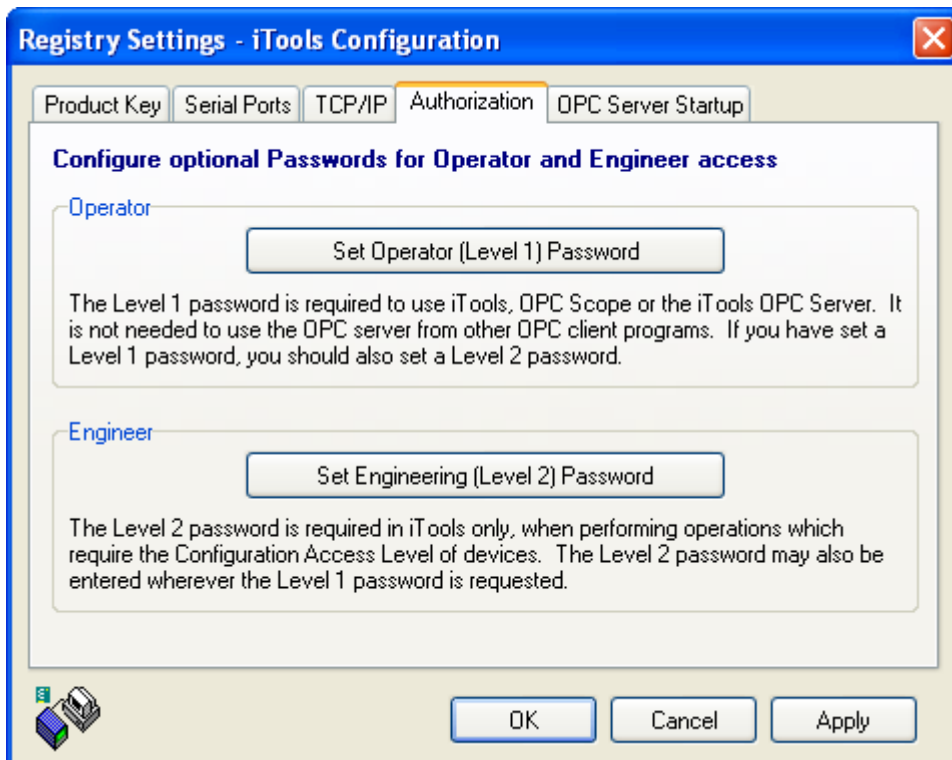 Registry Settings - iTools Configuration
Product Key Serial Ports TCP/IP Authorization OPC Server Startup
Configure optional Passwords for Operator and Engineer access
Operator
Set Operator (Level 1) Password
The Level 1 password is required to use iTools, OPC Scope or the iTools OPC Server. It
is not needed to use the OPC server from other OPC client programs. If you have set a
Level 1 password, you should also set a Level 2 password.
Engineer
Set Engineering (Level 2) Password
The Level 2 password is required in iTools only, when performing operations which
require the Configuration Access Level of devices. The Level 2 password may also be
entered wherever the Level 1 password is requested.
OK Cancel Apply